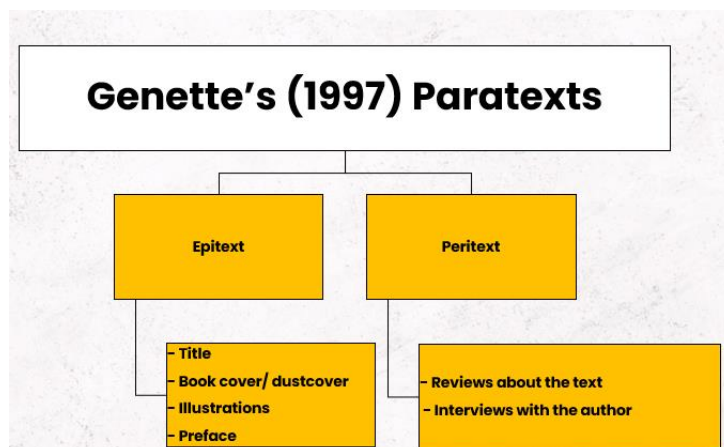 Genette’s (1997) Paratexts
Epitext
Peritext
- Title
- Book cover/ dustcover
- Illustrations
- Preface
- Reviews about the text
- Interviews with the author